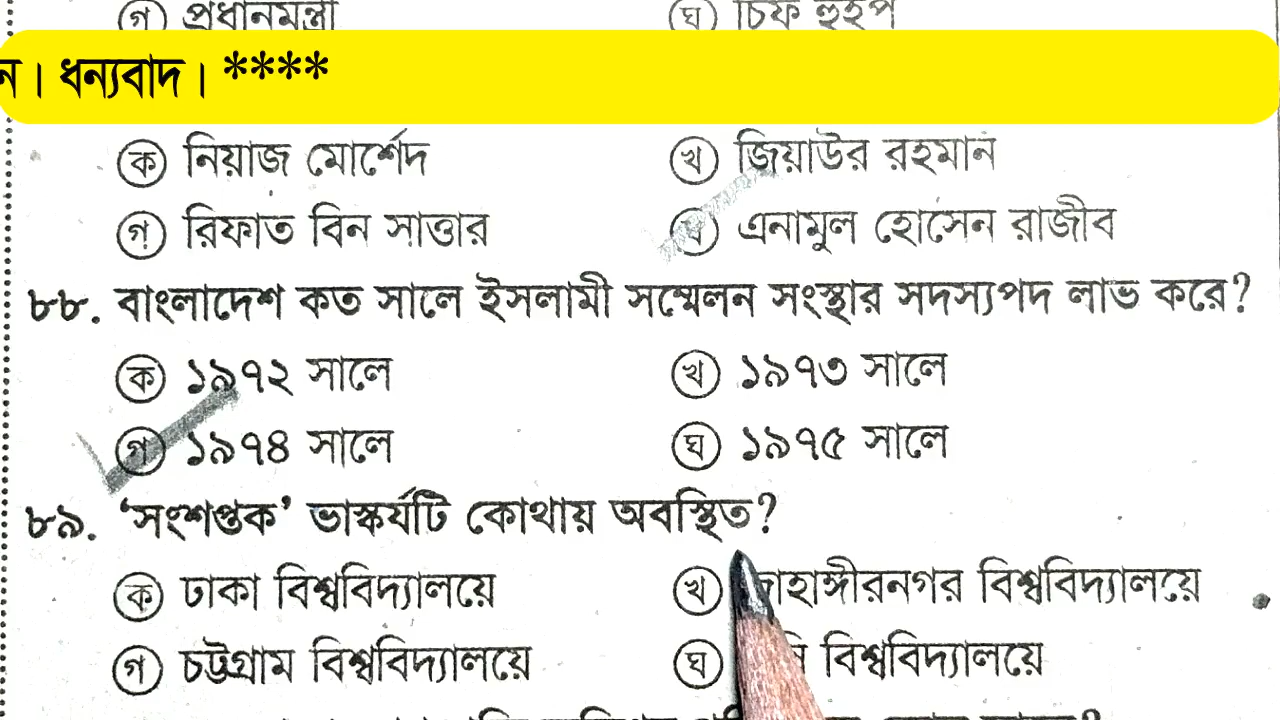 গ প্রধানমন্ত্রী ঘ চিফ হুইপ
ন। ধন্যবাদ। ****
ক নিয়াজ মোর্শেদ খ জিয়াউর রহমান
গ রিফাত বিন সাত্তার ঘ এনামুল হোসেন রাজীব
৮৮. বাংলাদেশ কত সালে ইসলামী সম্মেলন সংস্থার সদস্যপদ লাভ করে?
ক ১৯৭২ সালে খ ১৯৭৩ সালে
গ ১৯৭৪ সালে ঘ ১৯৭৫ সালে
৮৯. ‘সংশপ্তক’ ভাস্কর্যটি কোথায় অবস্থিত?
ক ঢাকা বিশ্ববিদ্যালয়ে খ জাহাঙ্গীরনগর বিশ্ববিদ্যালয়ে
গ চট্টগ্রাম বিশ্ববিদ্যালয়ে ঘ বিশ্ববিদ্যালয়ে